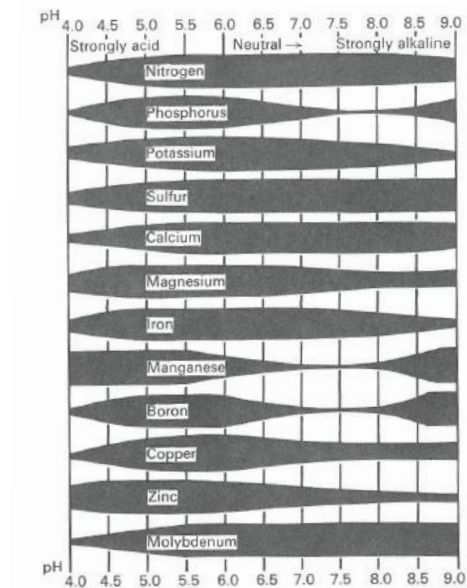 pH
4.0 4.5 5.0 5.5 6.0 6.5 7.0 7.5 8.0 8.5 9.0
Strongly acid Neutral → Strongly alkaline
Nitrogen
Phosphorus
Potassium
Sulfur
Calcium
Magnesium
Iron
Manganese
Boron
Copper
Zinc
Molybdenum
pH
4.0 4.5 5.0 5.5 6.0 6.5 7.0 7.5 8.0 8.5 9.0